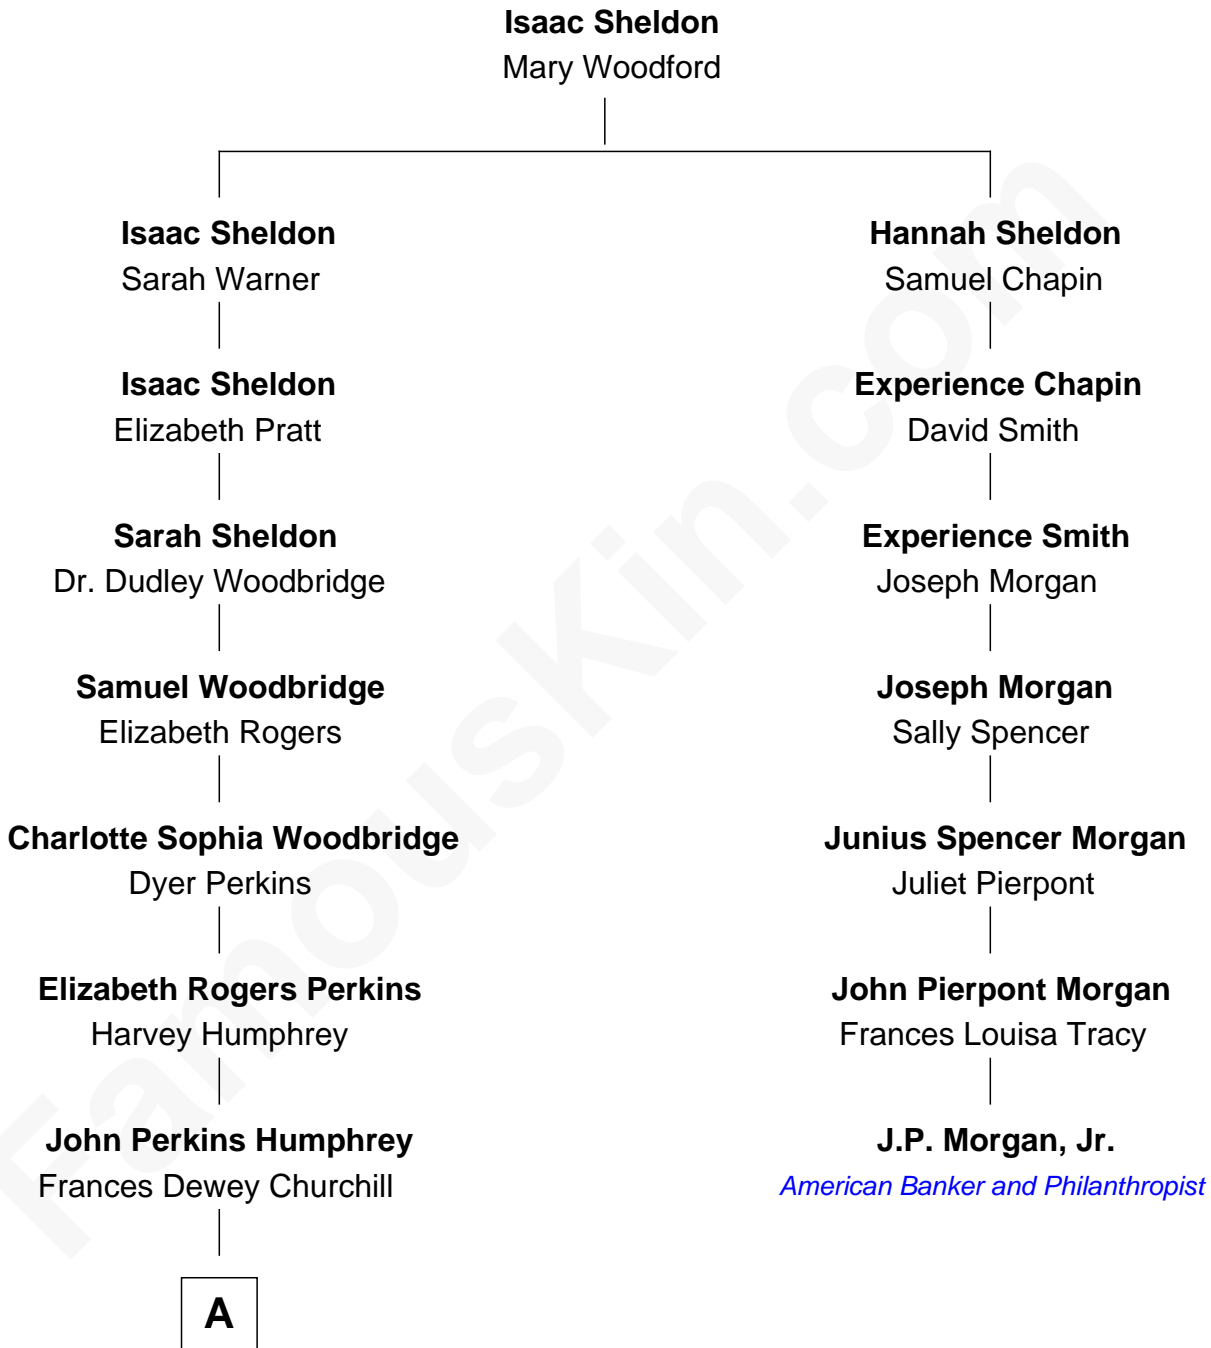 Isaac Sheldon
Mary Woodford
Isaac Sheldon
Sarah Warner
Hannah Sheldon
Samuel Chapin
Isaac Sheldon
Elizabeth Pratt
Experience Chapin
David Smith
Sarah Sheldon
Dr. Dudley Woodbridge
Experience Smith
Joseph Morgan
Samuel Woodbridge
Elizabeth Rogers
Joseph Morgan
Sally Spencer
Charlotte Sophia Woodbridge
Dyer Perkins
Junius Spencer Morgan
Juliet Pierpont
Elizabeth Rogers Perkins
Harvey Humphrey
John Pierpont Morgan
Frances Louisa Tracy
John Perkins Humphrey
Frances Dewey Churchill
J.P. Morgan, Jr.
American Banker and Philanthropist
A
FamousKin.com